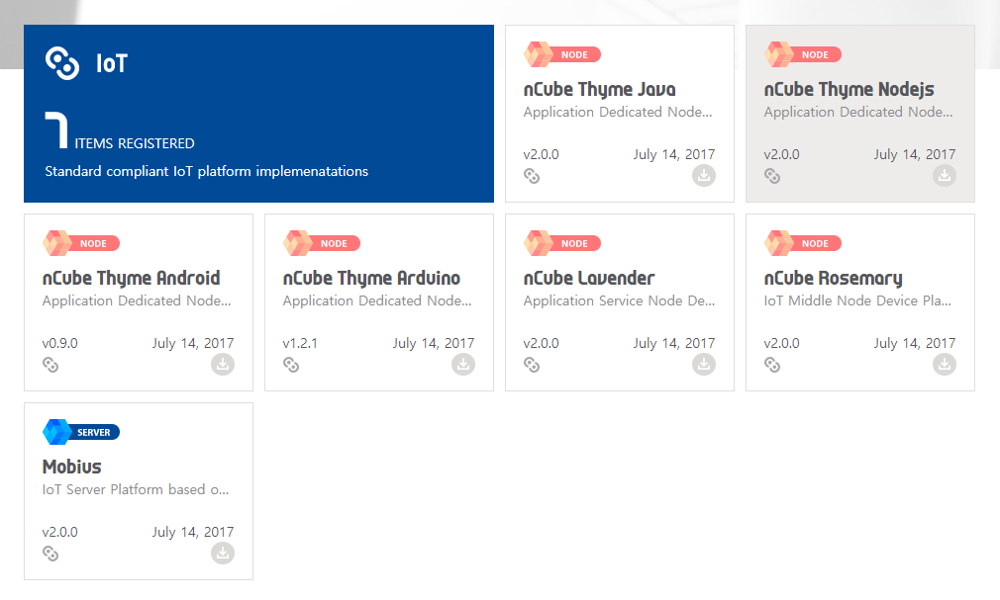 IoT
7 ITEMS REGISTERED
Standard compliant IoT platform implemenatations
NODE
nCube Thyme Java
Application Dedicated Node...
v2.0.0 July 14, 2017
NODE
nCube Thyme Nodejs
Application Dedicated Node...
v2.0.0 July 14, 2017
NODE
nCube Thyme Android
Application Dedicated Node...
v0.9.0 July 14, 2017
NODE
nCube Thyme Arduino
Application Dedicated Node...
v1.2.1 July 14, 2017
NODE
nCube Lavender
Application Service Node De...
v2.0.0 July 14, 2017
NODE
nCube Rosemary
IoT Middle Node Device Pla...
v2.0.0 July 14, 2017
SERVER
Mobius
IoT Server Platform based o...
v2.0.0 July 14, 2017